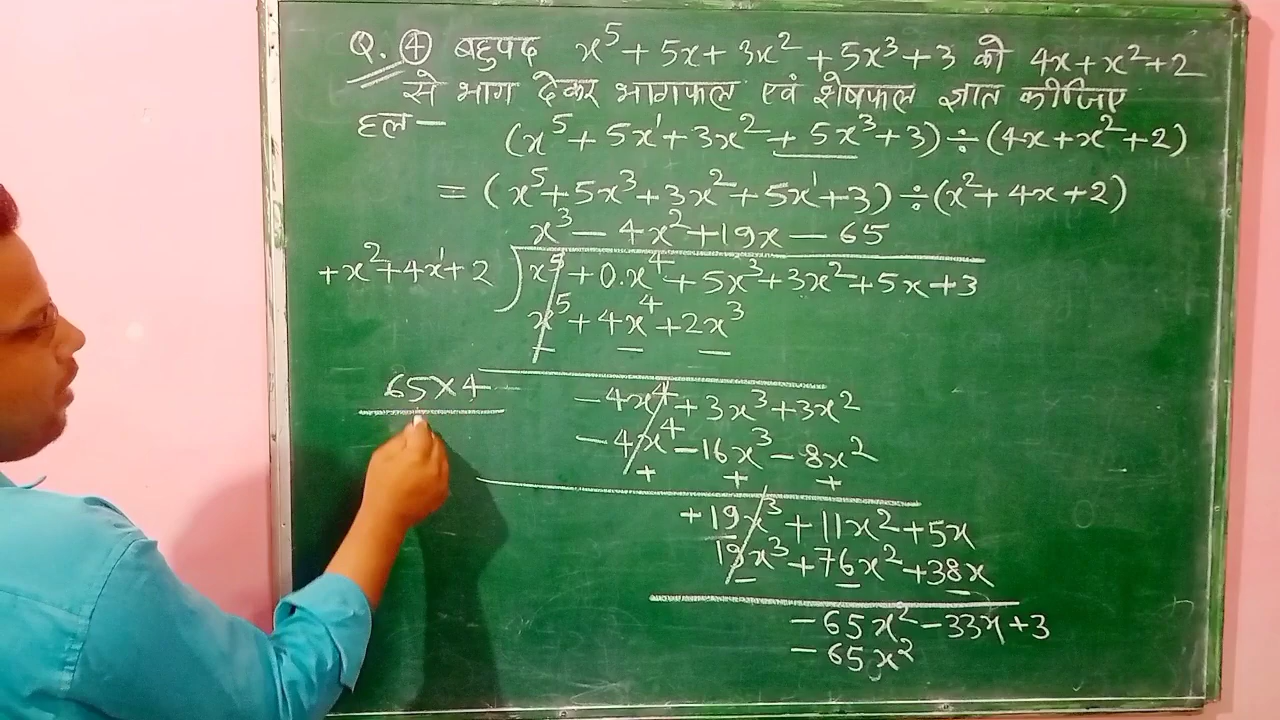 Q. ④ बहुपद x⁵ + 5x + 3x² + 5x³ + 3 को 4x + x² + 2
से भाग देकर भागफल एवं शेषफल ज्ञात कीजिए
हल —
(x⁵ + 5x¹ + 3x² + 5x³ + 3) ÷ (4x + x² + 2)
= (x⁵ + 5x³ + 3x² + 5x¹ + 3) ÷ (x² + 4x + 2)
x³ — 4x² + 19x — 65
+x² + 4x¹ + 2 ) x⁵ + 0.x⁴ + 5x³ + 3x² + 5x + 3
x⁵ + 4x⁴ + 2x³
— — —
65 × 4
— 4x⁴ + 3x³ + 3x²
— 4x⁴ — 16x³ — 8x²
+ + +
+ 19x³ + 11x² + 5x
19x³ + 76x² + 38x
— — —
— 65x² — 33x + 3
— 65x²